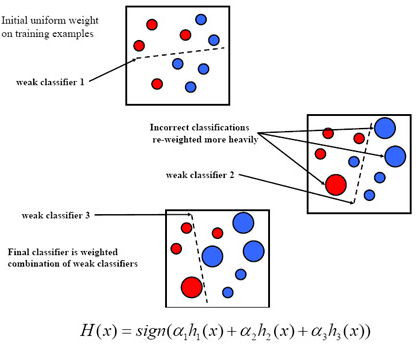 Initial uniform weight
on training examples
weak classifier 1
Incorrect classifications
re-weighted more heavily
weak classifier 2
weak classifier 3
Final classifier is weighted
combination of weak classifiers
H(x) = sign(α₁h₁(x) + α₂h₂(x) + α₃h₃(x))